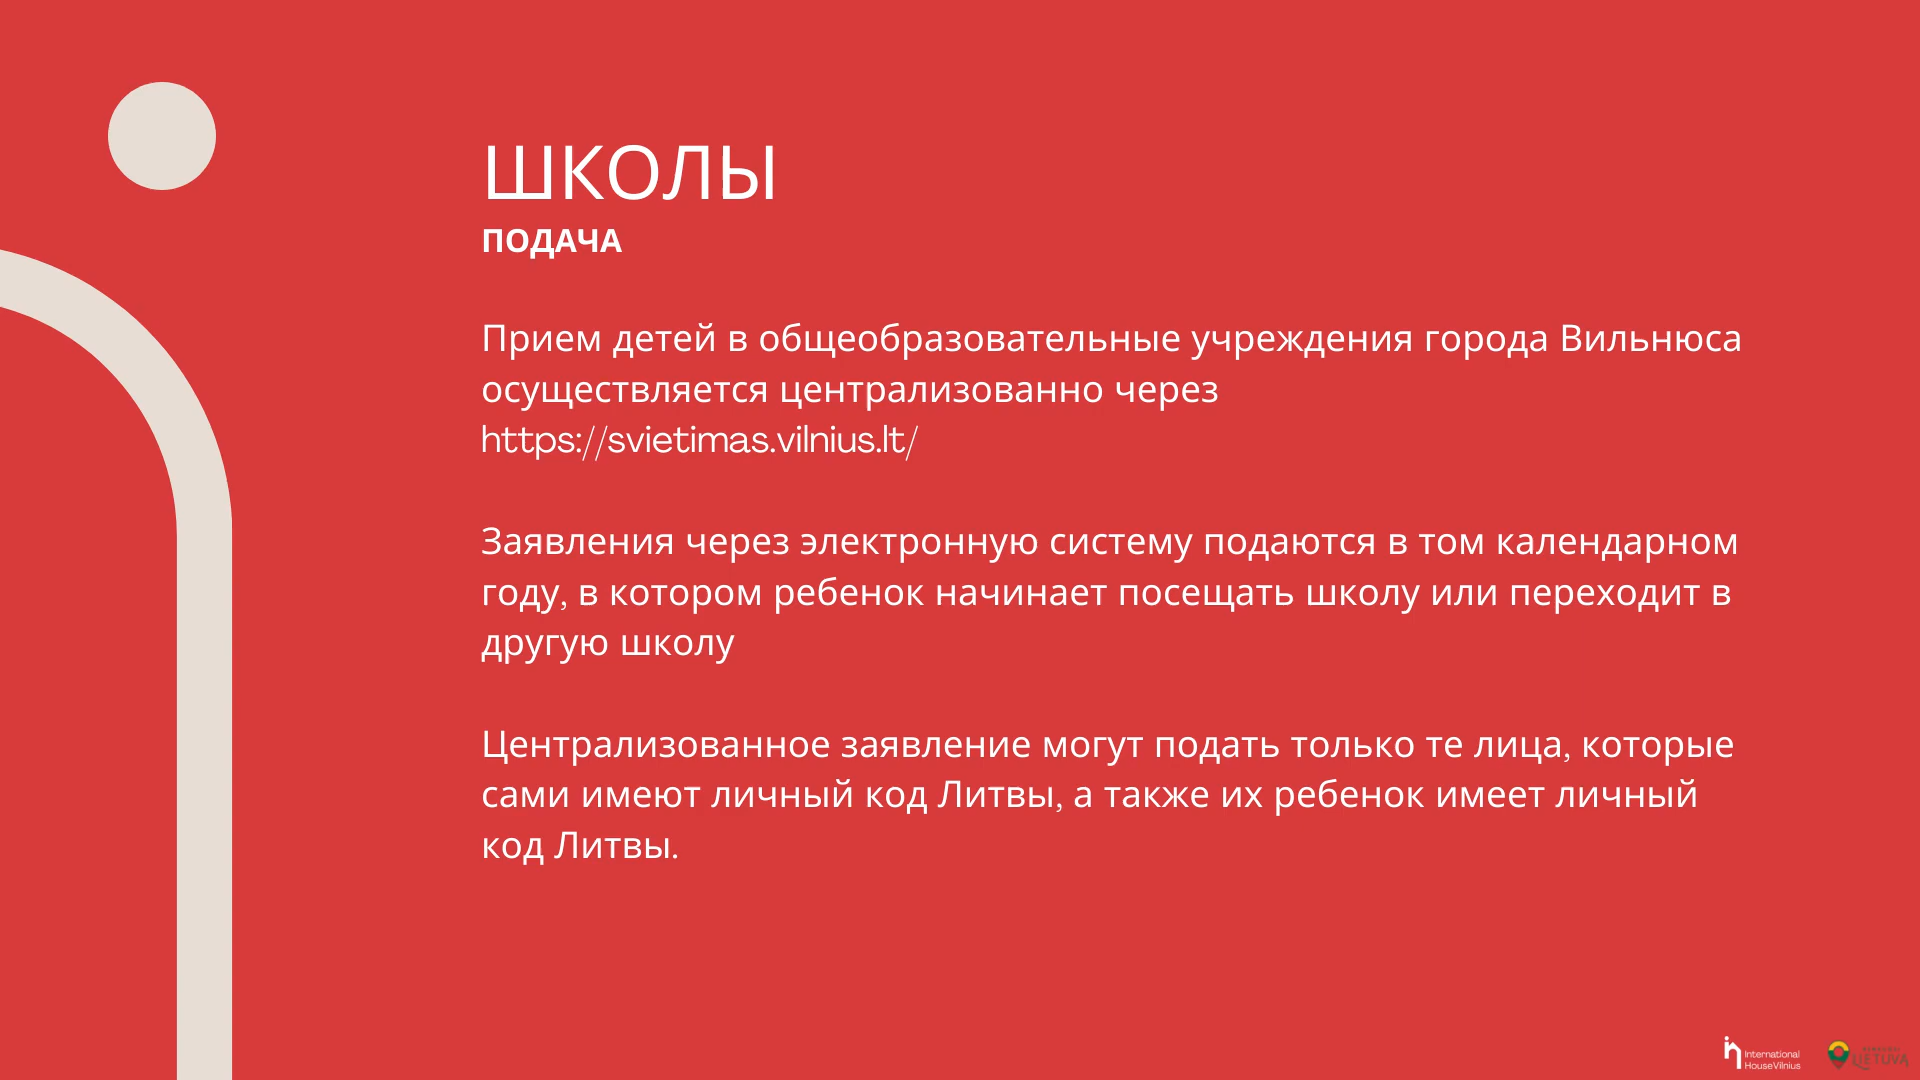 ШКОЛЫ
ПОДАЧА
Прием детей в общеобразовательные учреждения города Вильнюса
осуществляется централизованно через
https://svietimas.vilnius.lt/
Заявления через электронную систему подаются в том календарном
году, в котором ребенок начинает посещать школу или переходит в
другую школу
Централизованное заявление могут подать только те лица, которые
сами имеют личный код Литвы, а также их ребенок имеет личный
код Литвы.
International
HouseVilnius
LIETUVA